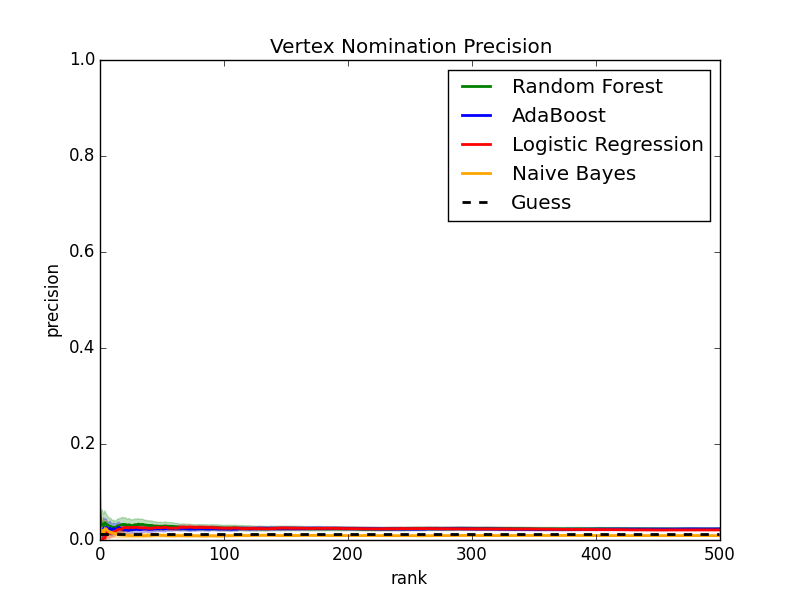 Vertex Nomination Precision
1.0
0.8
0.6
0.4
0.2
0.0
precision
Random Forest
AdaBoost
Logistic Regression
Naive Bayes
Guess
0 100 200 300 400 500
rank